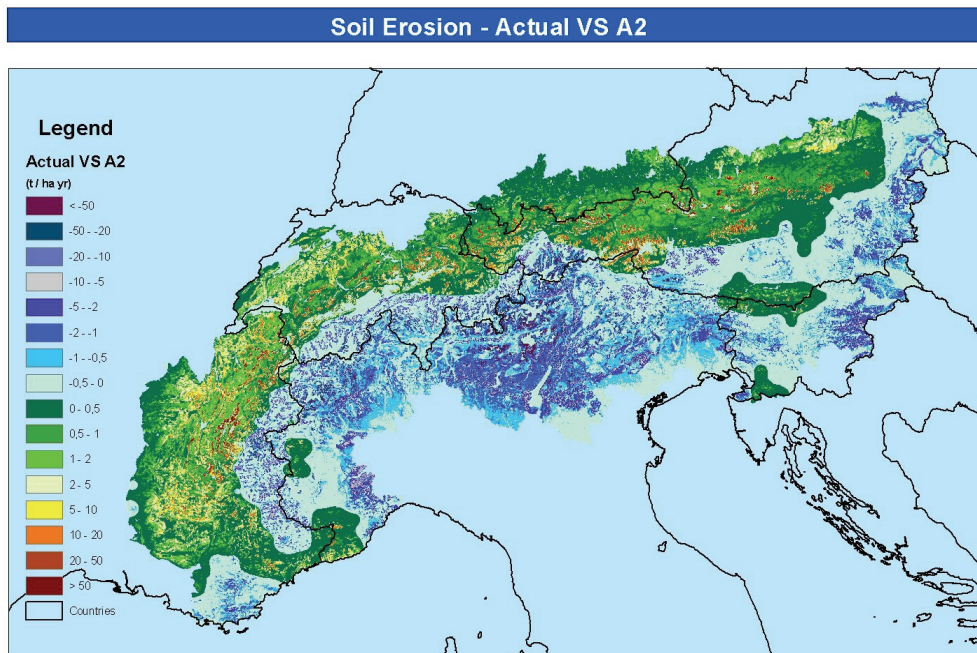 Soil Erosion - Actual VS A2
Legend
Actual VS A2
(t / ha yr)
< -50
-50 - -20
-20 - -10
-10 - -5
-5 - -2
-2 - -1
-1 - -0,5
-0,5 - 0
0 - 0,5
0,5 - 1
1 - 2
2 - 5
5 - 10
10 - 20
20 - 50
> 50
Countries